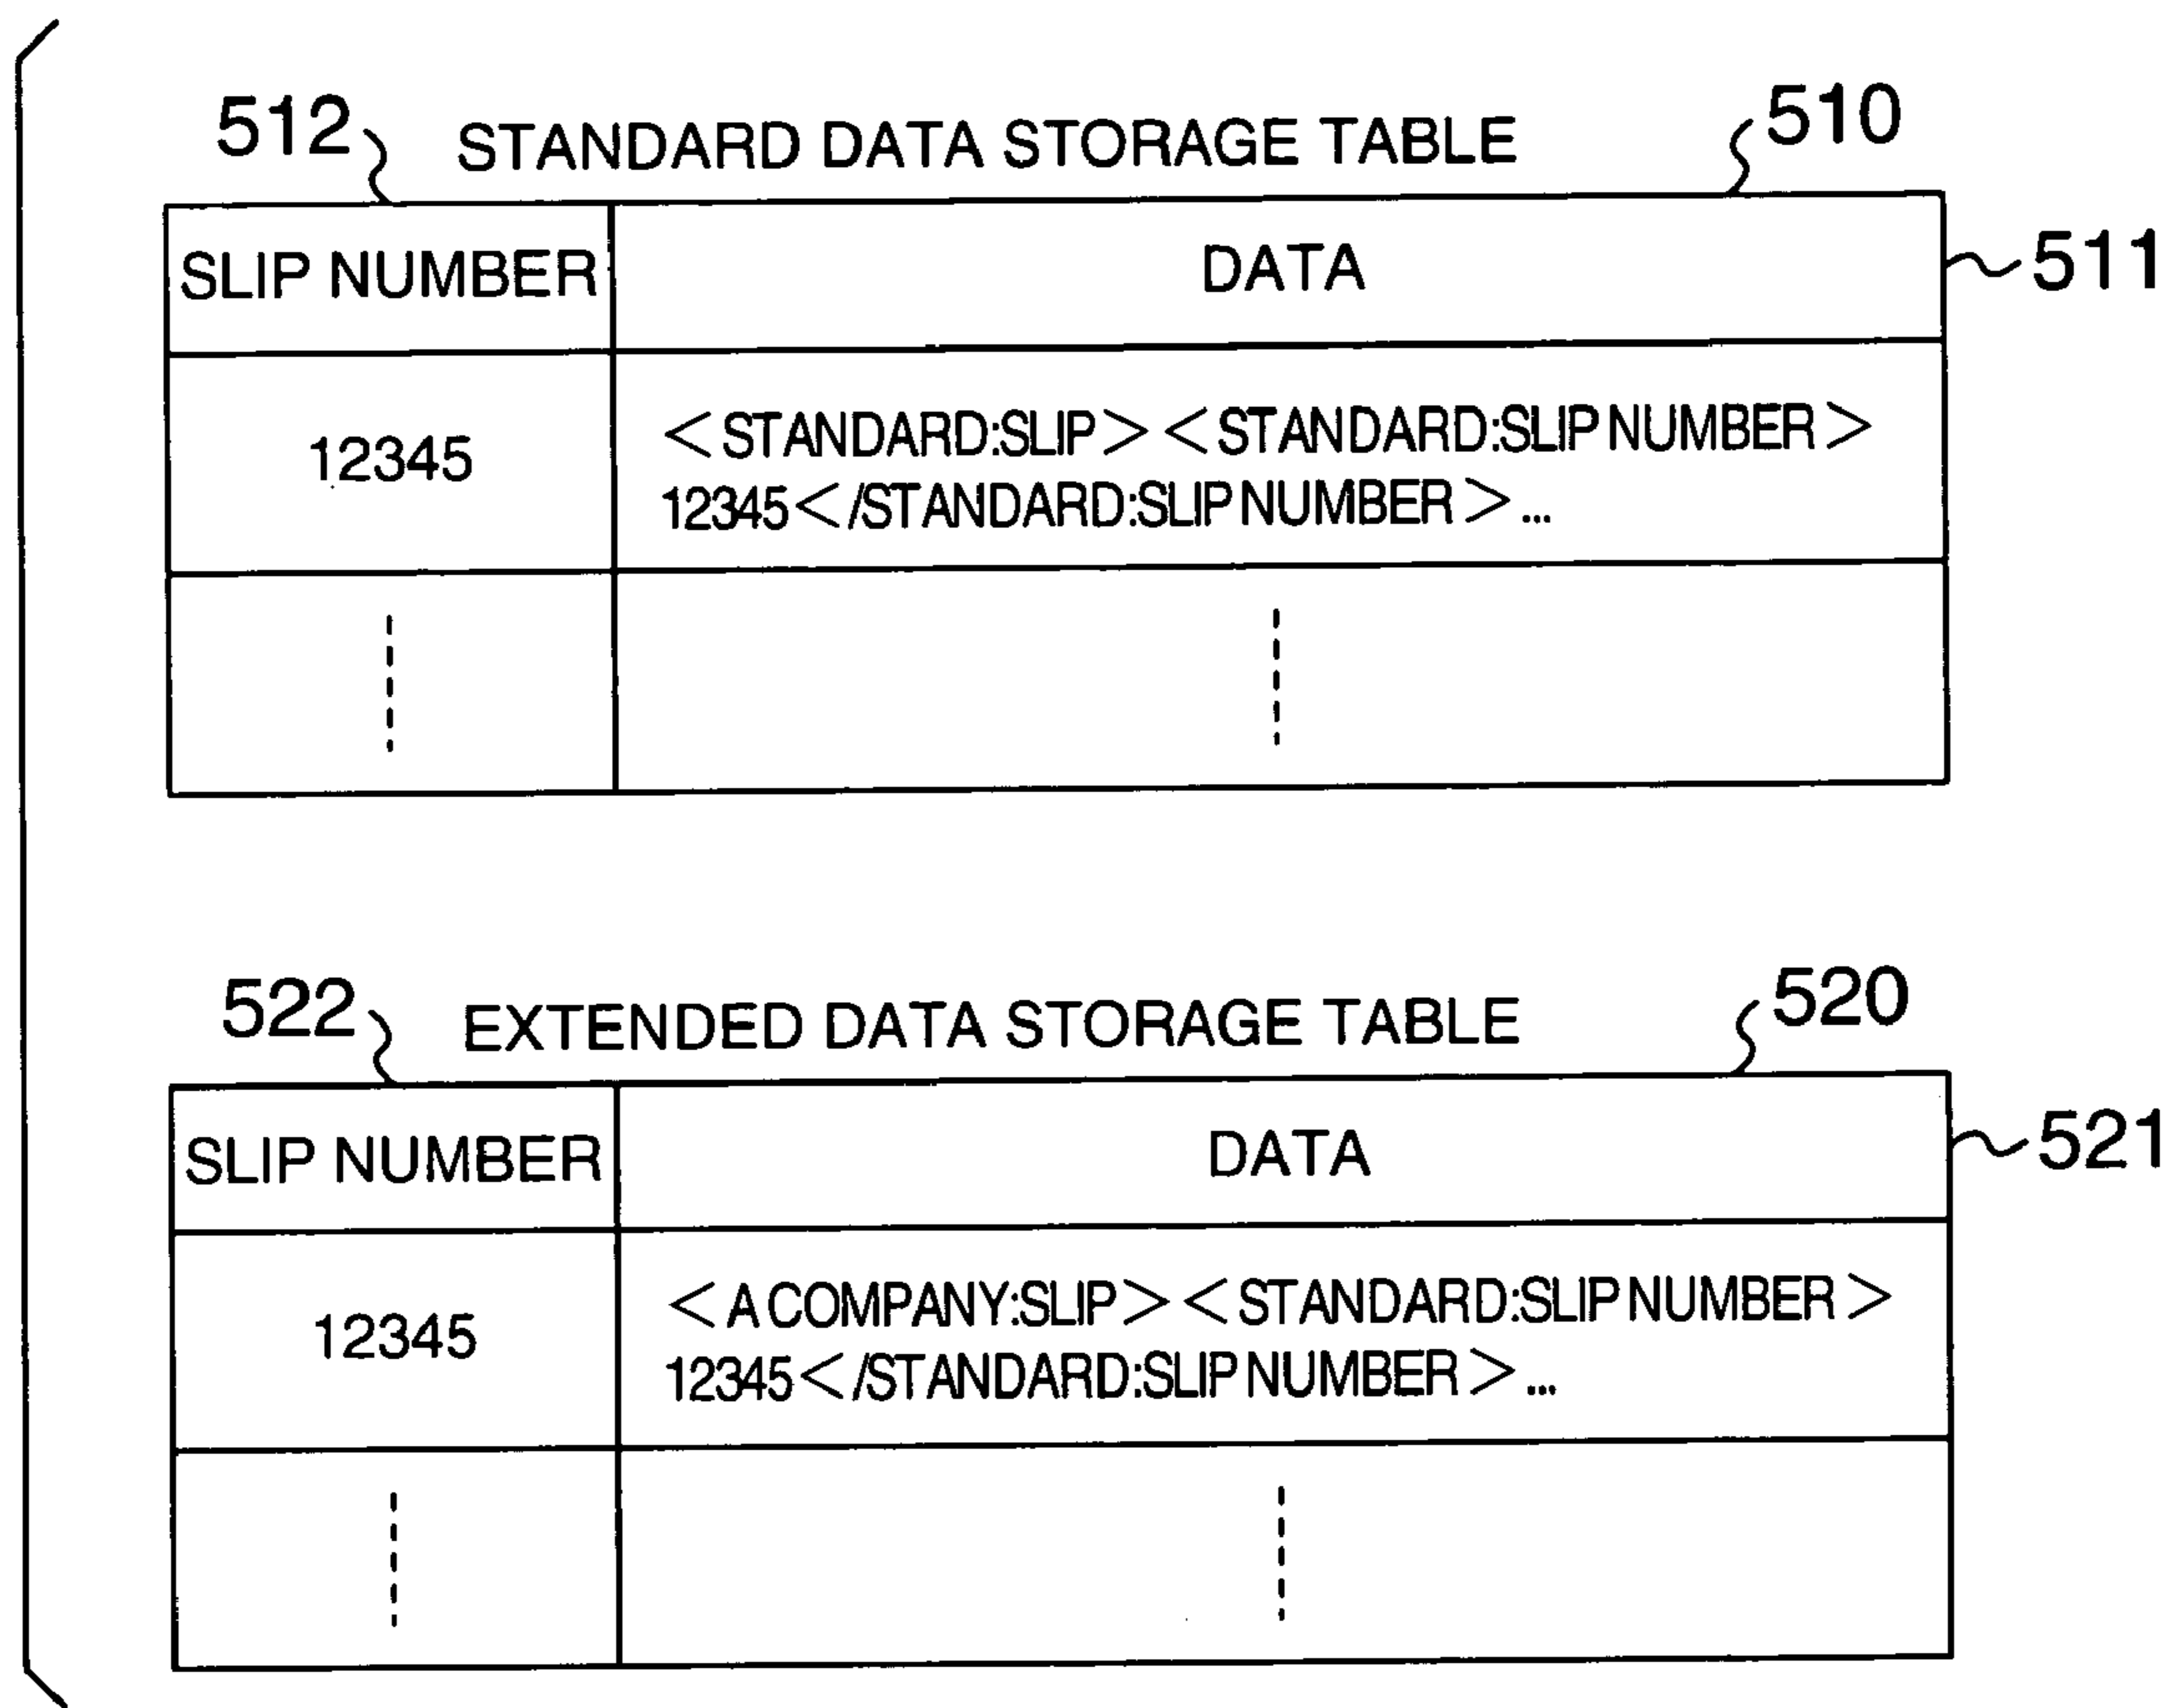 512 STANDARD DATA STORAGE TABLE 510
SLIP NUMBER DATA 511
12345 <STANDARD:SLIP><STANDARD:SLIP NUMBER>
12345</STANDARD:SLIP NUMBER>...
522 EXTENDED DATA STORAGE TABLE 520
SLIP NUMBER DATA 521
12345 <A COMPANY:SLIP><STANDARD:SLIP NUMBER>
12345</STANDARD:SLIP NUMBER>...